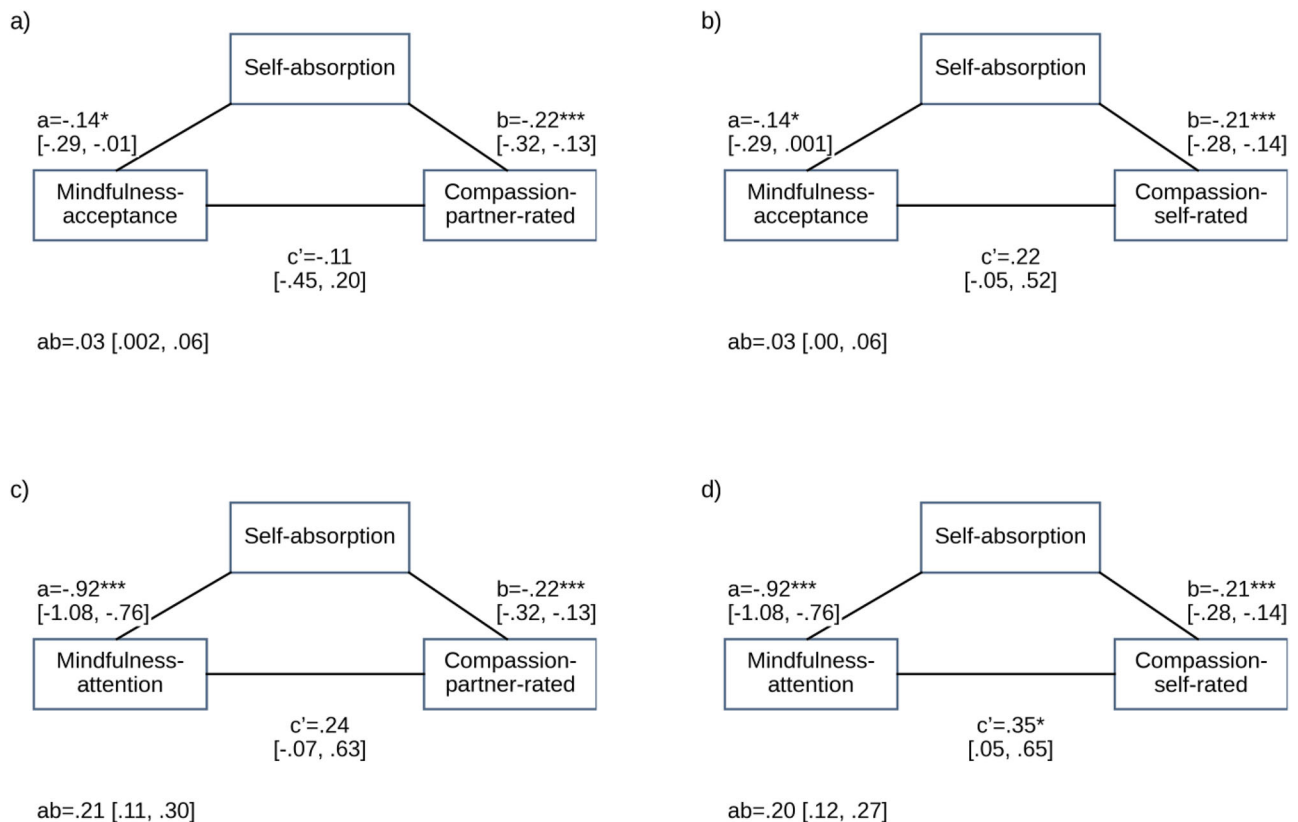 a)
Self-absorption
a=-.14*
[-.29, -.01]
b=-.22***
[-.32, -.13]
Mindfulness-
acceptance
Compassion-
partner-rated
c’=-.11
[-.45, .20]
ab=.03 [.002, .06]
b)
Self-absorption
a=-.14*
[-.29, .001]
b=-.21***
[-.28, -.14]
Mindfulness-
acceptance
Compassion-
self-rated
c’=.22
[-.05, .52]
ab=.03 [.00, .06]
c)
Self-absorption
a=-.92***
[-1.08, -.76]
b=-.22***
[-.32, -.13]
Mindfulness-
attention
Compassion-
partner-rated
c’=.24
[-.07, .63]
ab=.21 [.11, .30]
d)
Self-absorption
a=-.92***
[-1.08, -.76]
b=-.21***
[-.28, -.14]
Mindfulness-
attention
Compassion-
self-rated
c’=.35*
[.05, .65]
ab=.20 [.12, .27]